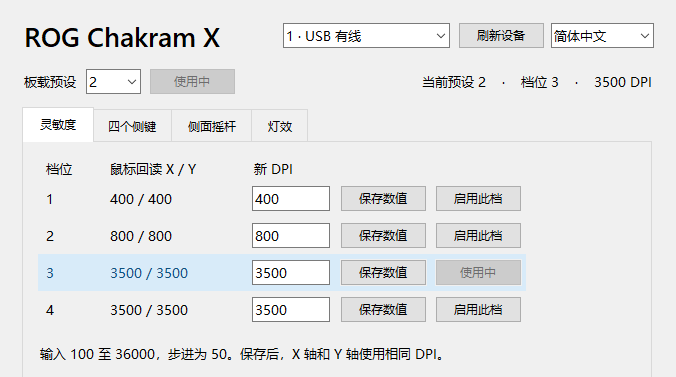 ROG Chakram X 1 · USB 有线 刷新设备 简体中文
板载预设 2 使用中 当前预设 2 · 档位 3 · 3500 DPI
灵敏度 四个侧键 侧面摇杆 灯效
档位 鼠标回读 X / Y 新 DPI
1 400 / 400 400 保存数值 启用此档
2 800 / 800 800 保存数值 启用此档
3 3500 / 3500 3500 保存数值 使用中
4 3500 / 3500 3500 保存数值 启用此档
输入 100 至 36000，步进为 50。保存后，X 轴和 Y 轴使用相同 DPI。